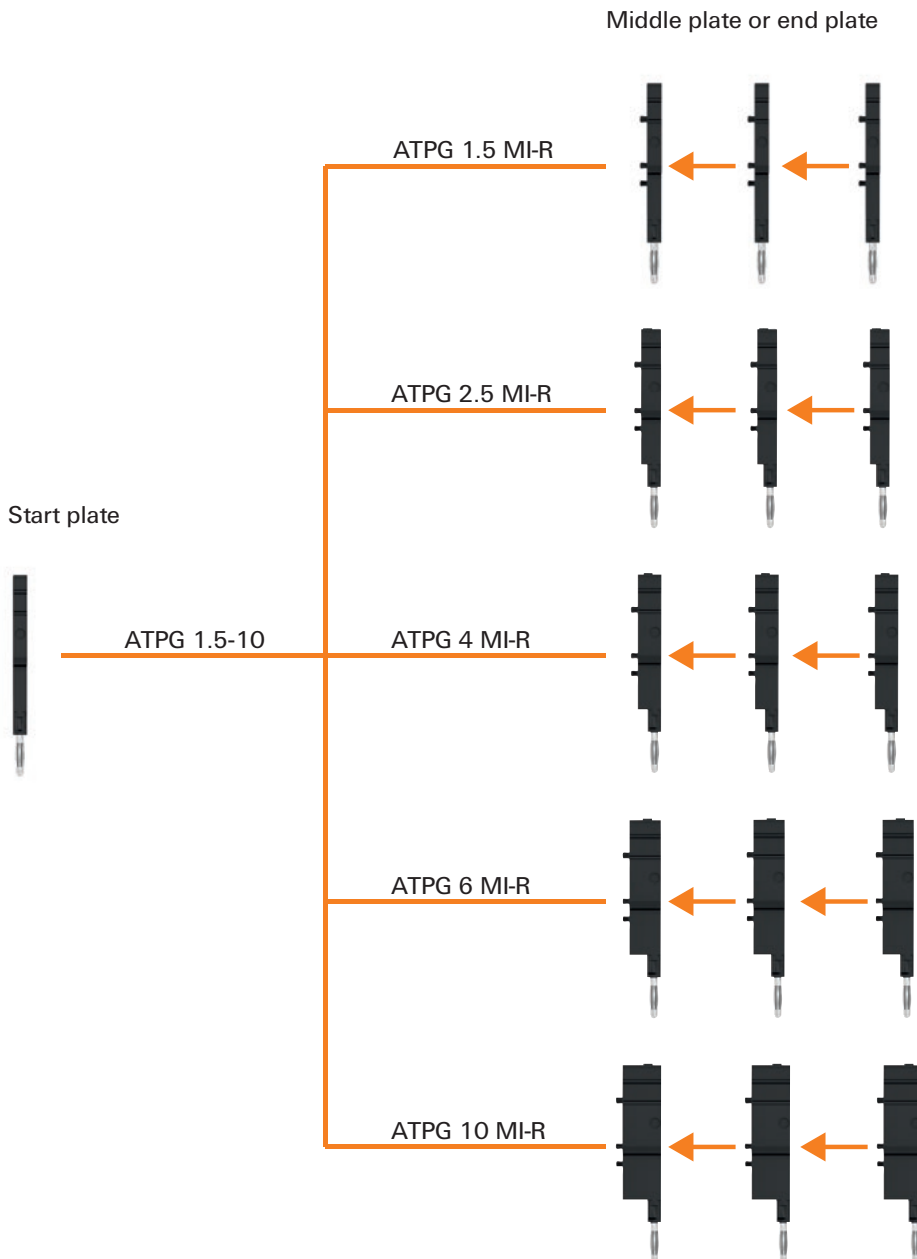 Middle plate or end plate
ATPG 1.5 MI-R
ATPG 2.5 MI-R
Start plate
ATPG 1.5-10
ATPG 4 MI-R
ATPG 6 MI-R
ATPG 10 MI-R